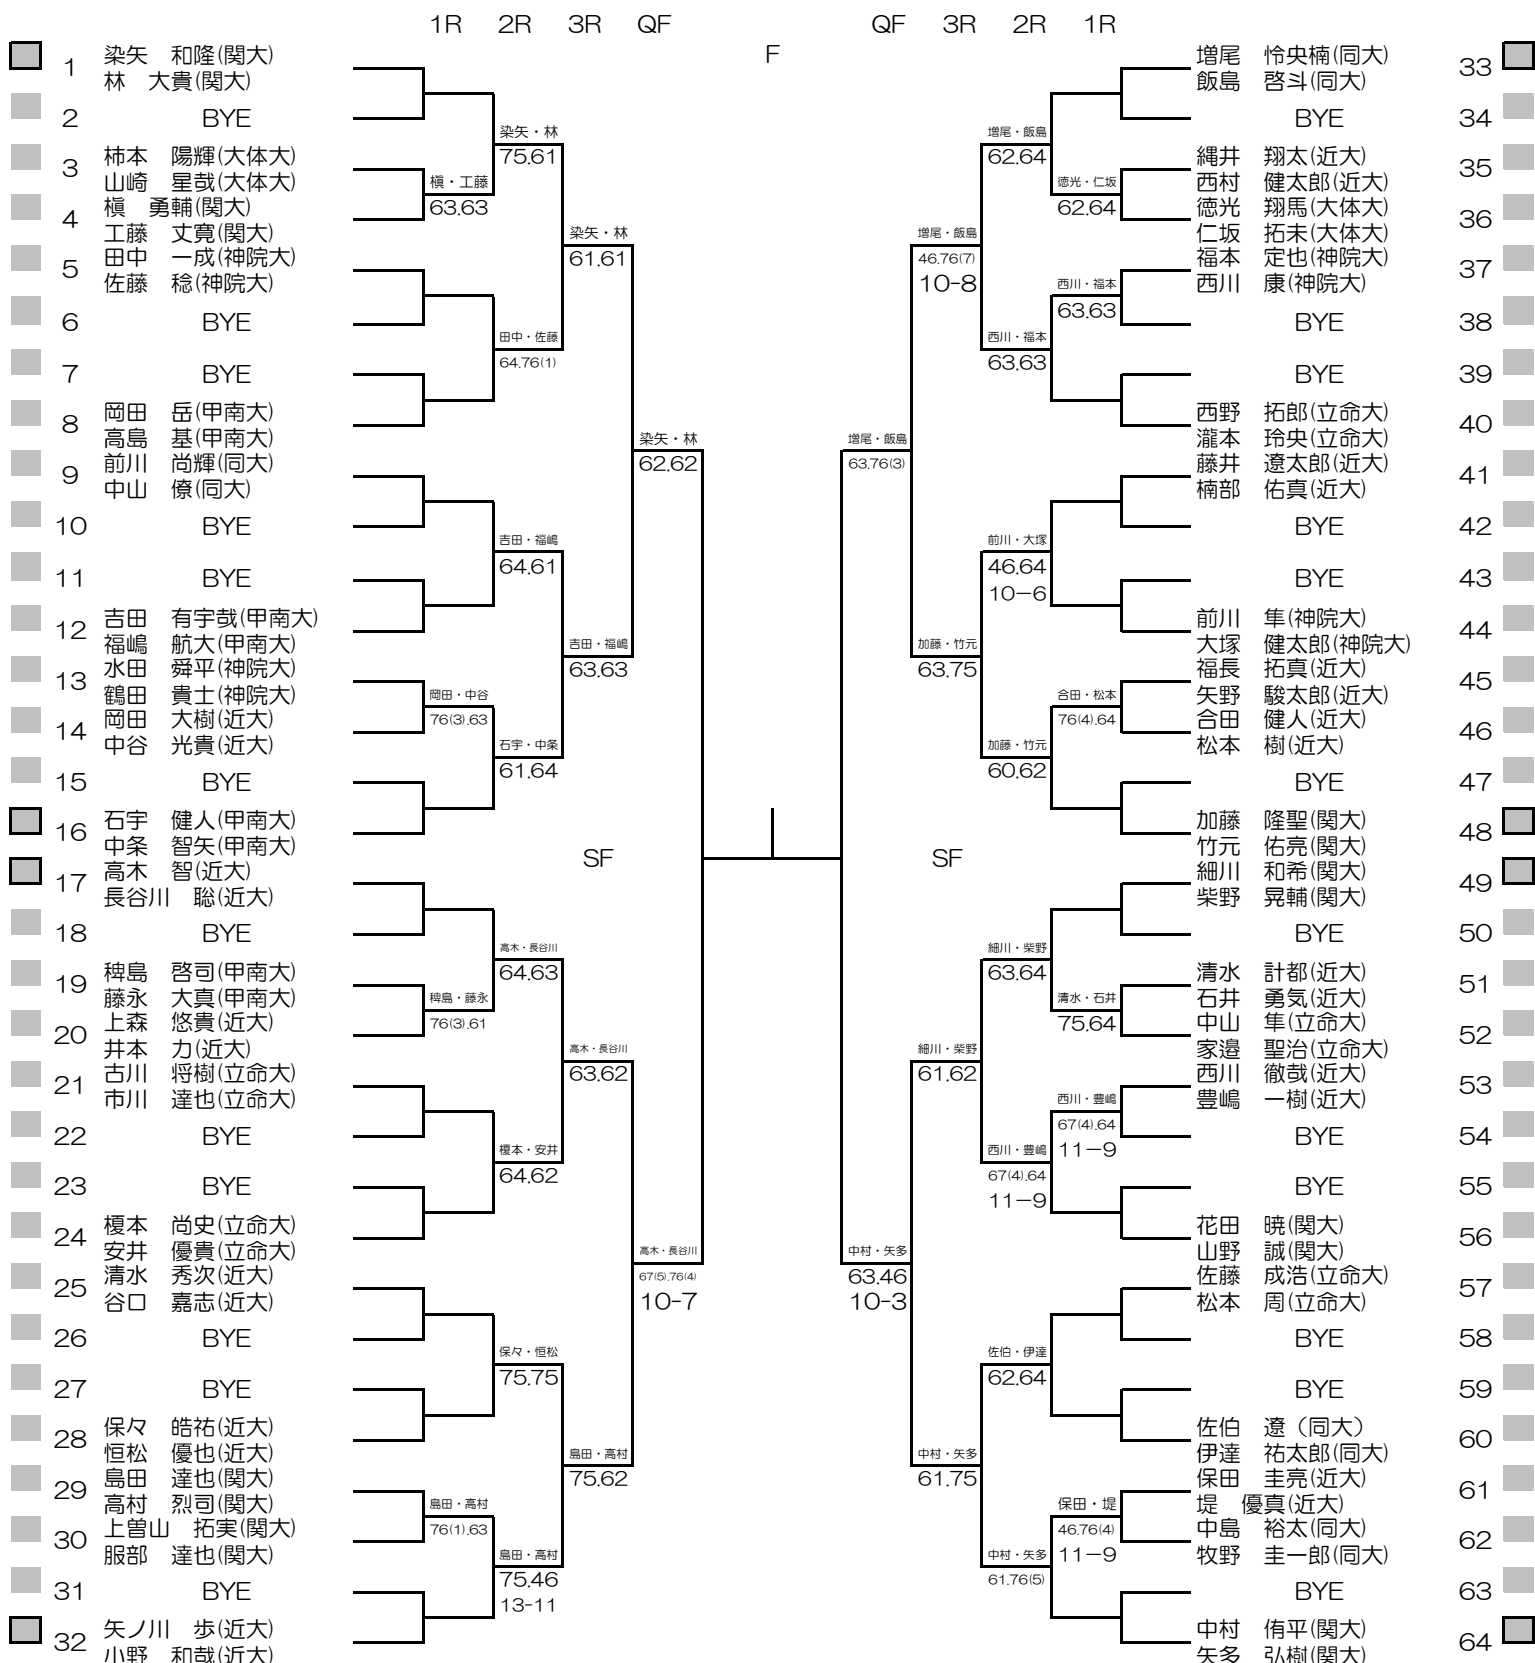 1R 2R 3R QF
QF 3R 2R 1R
F
1
染矢 和隆(関大)
林 大貴(関大)
2
BYE
3
柿本 陽輝(大体大)
山崎 星哉(大体大)
4
槇 勇輔(関大)
工藤 丈寛(関大)
5
田中 一成(神院大)
佐藤 稔(神院大)
6
BYE
7
BYE
8
岡田 岳(甲南大)
高島 基(甲南大)
9
前川 尚輝(同大)
中山 僚(同大)
10
BYE
11
BYE
12
吉田 有宇哉(甲南大)
福嶋 航大(甲南大)
13
水田 舜平(神院大)
鶴田 貴士(神院大)
14
岡田 大樹(近大)
中谷 光貴(近大)
15
BYE
16
石宇 健人(甲南大)
中条 智矢(甲南大)
17
高木 智(近大)
長谷川 聡(近大)
18
BYE
19
稗島 啓司(甲南大)
藤永 大真(甲南大)
20
上森 悠貴(近大)
井本 力(近大)
21
古川 将樹(立命大)
市川 達也(立命大)
22
BYE
23
BYE
24
榎本 尚史(立命大)
安井 優貴(立命大)
25
清水 秀次(近大)
谷口 嘉志(近大)
26
BYE
27
BYE
28
保々 皓祐(近大)
恒松 優也(近大)
29
島田 達也(関大)
高村 烈司(関大)
30
上曽山 拓実(関大)
服部 達也(関大)
31
BYE
32
矢ノ川 歩(近大)
小野 和哉(近大)
槇・工藤
63.63
岡田・中谷
76(3).63
稗島・藤永
76(3).61
島田・高村
76(1).63
染矢・林
75.61
田中・佐藤
64.76(1)
吉田・福嶋
64.61
石宇・中条
61.64
高木・長谷川
64.63
榎本・安井
64.62
保々・恒松
75.75
島田・高村
75.46
13-11
染矢・林
61.61
吉田・福嶋
63.63
高木・長谷川
63.62
島田・高村
75.62
染矢・林
62.62
高木・長谷川
67(5).76(4)
10-7
SF
SF
増尾・飯島
63.76(3)
中村・矢多
63.46
10-3
増尾・飯島
46.76(7)
10-8
加藤・竹元
63.75
細川・柴野
61.62
中村・矢多
61.75
増尾・飯島
62.64
西川・福本
63.63
前川・大塚
46.64
10−6
加藤・竹元
60.62
細川・柴野
63.64
西川・豊嶋
67(4).64
11−9
佐伯・伊達
62.64
中村・矢多
61.76(5)
徳光・仁坂
62.64
西川・福本
63.63
合田・松本
76(4).64
清水・石井
75.64
西川・豊嶋
67(4).64
11−9
保田・堤
46.76(4)
11−9
増尾 怜央楠(同大)
飯島 啓斗(同大)
33
BYE
34
縄井 翔太(近大)
西村 健太郎(近大)
35
徳光 翔馬(大体大)
仁坂 拓未(大体大)
36
福本 定也(神院大)
西川 康(神院大)
37
BYE
38
BYE
39
西野 拓郎(立命大)
瀧本 玲央(立命大)
40
藤井 遼太郎(近大)
楠部 佑真(近大)
41
BYE
42
BYE
43
前川 隼(神院大)
大塚 健太郎(神院大)
44
福長 拓真(近大)
矢野 駿太郎(近大)
45
合田 健人(近大)
松本 樹(近大)
46
BYE
47
加藤 隆聖(関大)
竹元 佑亮(関大)
48
細川 和希(関大)
柴野 晃輔(関大)
49
BYE
50
清水 計都(近大)
石井 勇気(近大)
51
中山 隼(立命大)
家邉 聖治(立命大)
52
西川 徹哉(近大)
豊嶋 一樹(近大)
53
BYE
54
BYE
55
花田 暁(関大)
山野 誠(関大)
56
佐藤 成浩(立命大)
松本 周(立命大)
57
BYE
58
BYE
59
佐伯 遼（同大）
伊達 祐太郎(同大)
60
保田 圭亮(近大)
堤 優真(近大)
61
中島 裕太(同大)
牧野 圭一郎(同大)
62
BYE
63
中村 侑平(関大)
矢多 弘樹(関大)
64